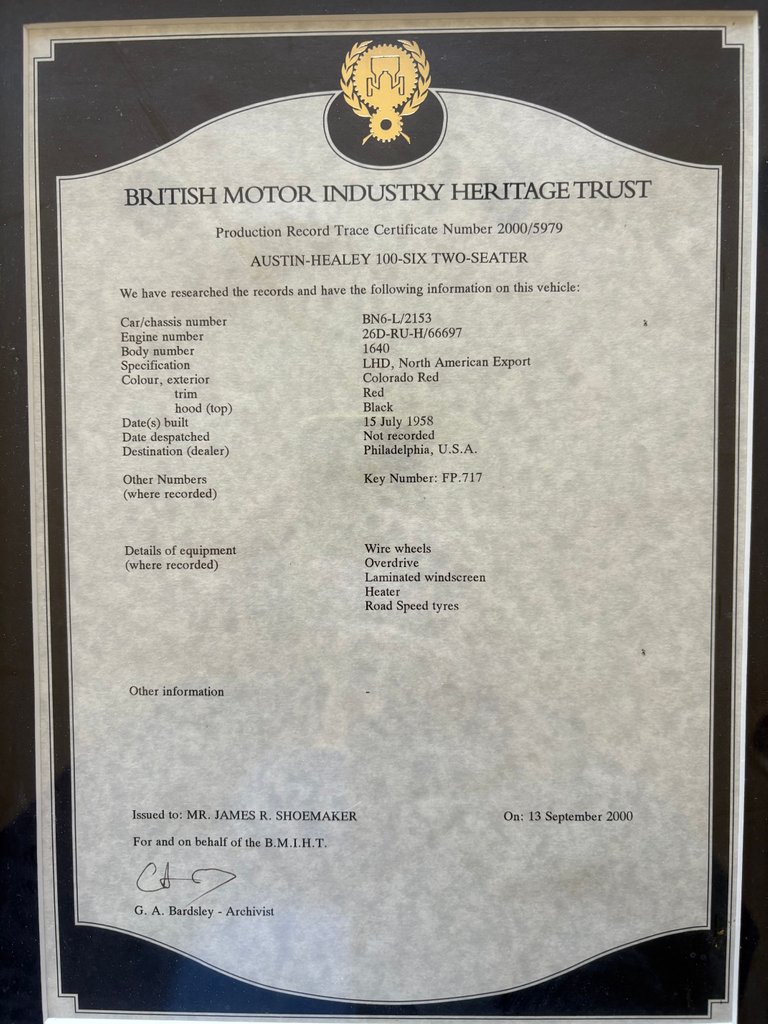 BRITISH MOTOR INDUSTRY HERITAGE TRUST
Production Record Trace Certificate Number 2000/5979
AUSTIN-HEALEY 100-SIX TWO-SEATER
We have researched the records and have the following information on this vehicle:
Car/chassis number BN6-L/2153
Engine number 26D-RU-H/66697
Body number 1640
Specification LHD, North American Export
Colour, exterior Colorado Red
trim Red
hood (top) Black
Date(s) built 15 July 1958
Date despatched Not recorded
Destination (dealer) Philadelphia, U.S.A.
Other Numbers Key Number: FP.717
(where recorded)
Details of equipment Wire wheels
(where recorded) Overdrive
Laminated windscreen
Heater
Road Speed tyres
Other information -
Issued to: MR. JAMES R. SHOEMAKER On: 13 September 2000
For and on behalf of the B.M.I.H.T.
G. A. Bardsley - Archivist